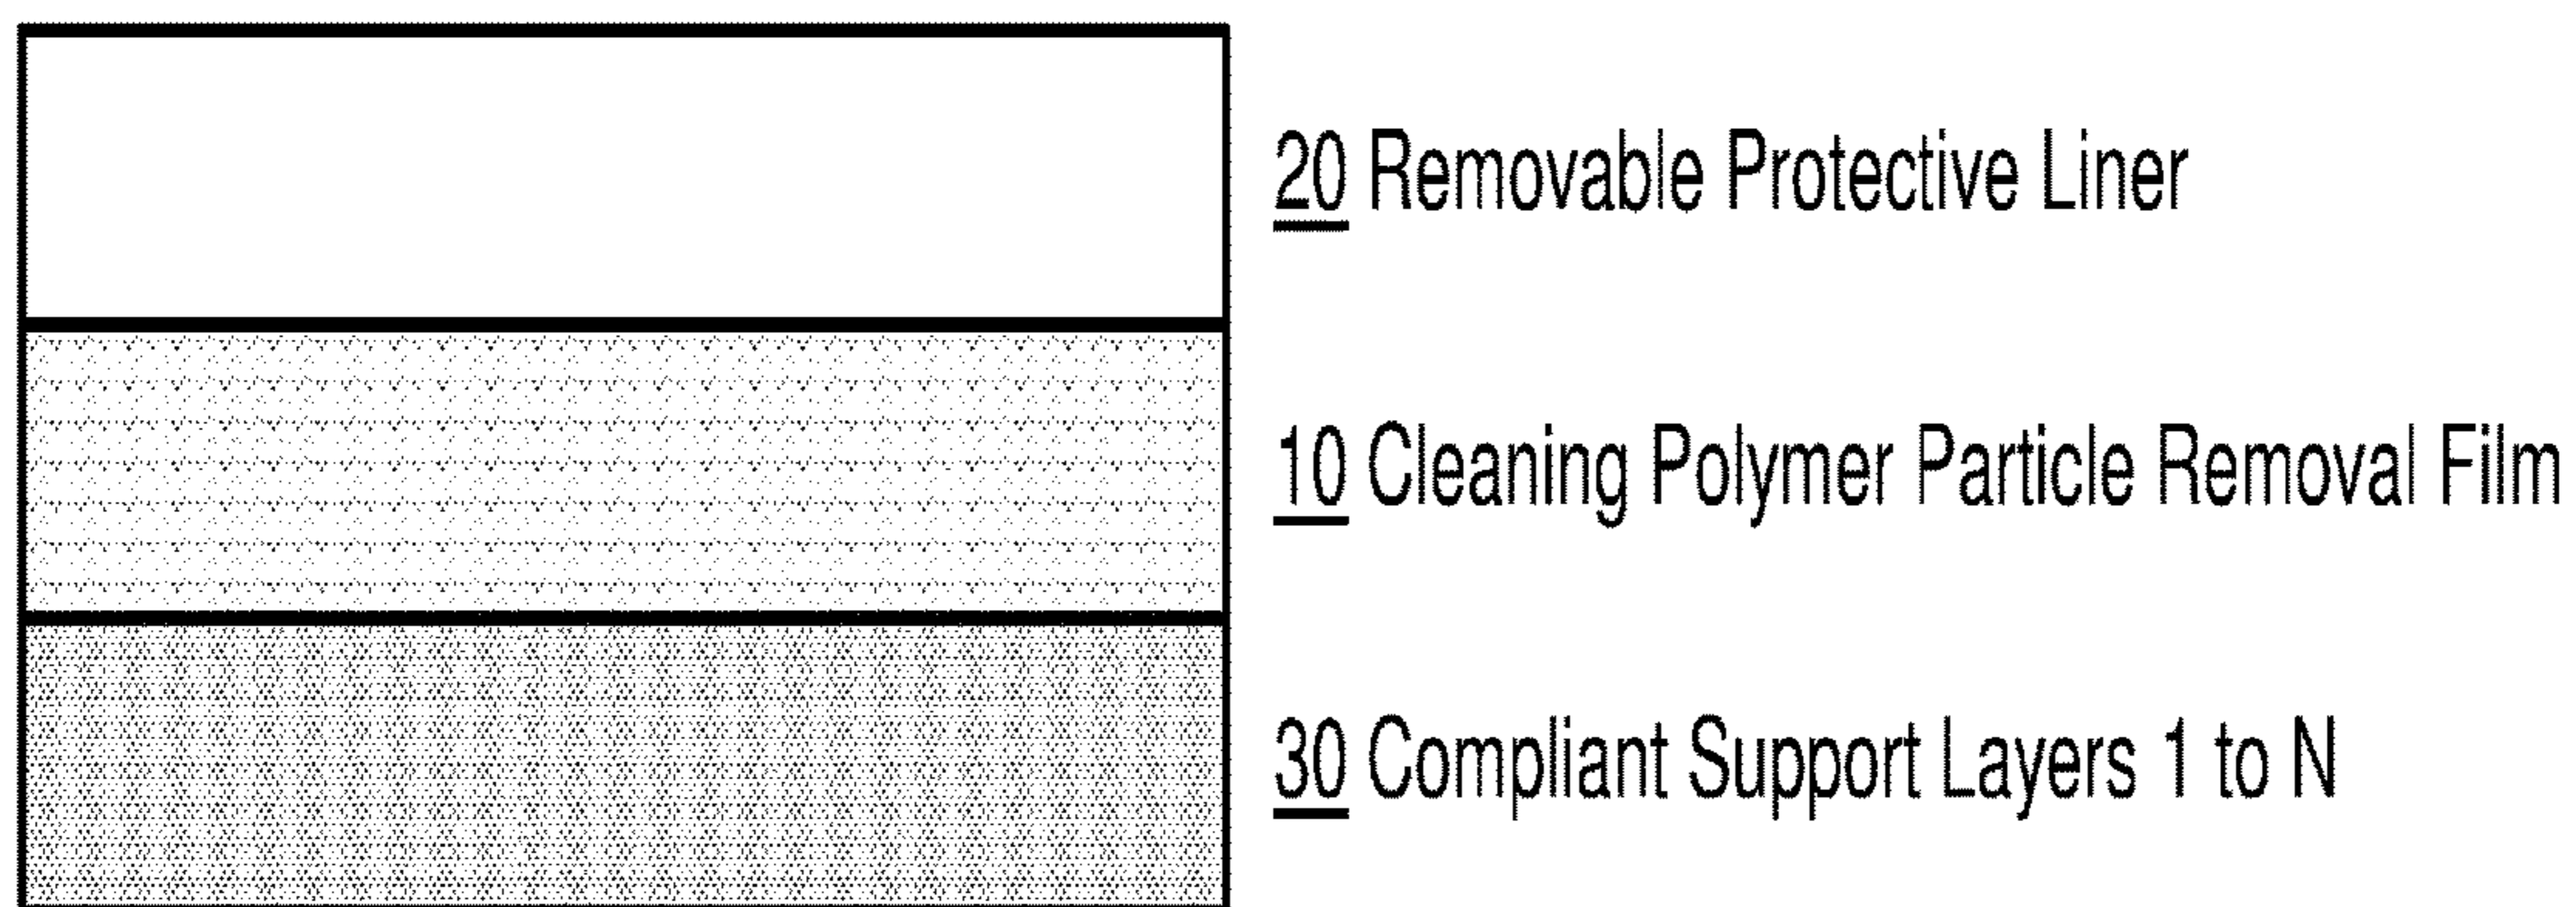 20 Removable Protective Liner
10 Cleaning Polymer Particle Removal Film
30 Compliant Support Layers 1 to N